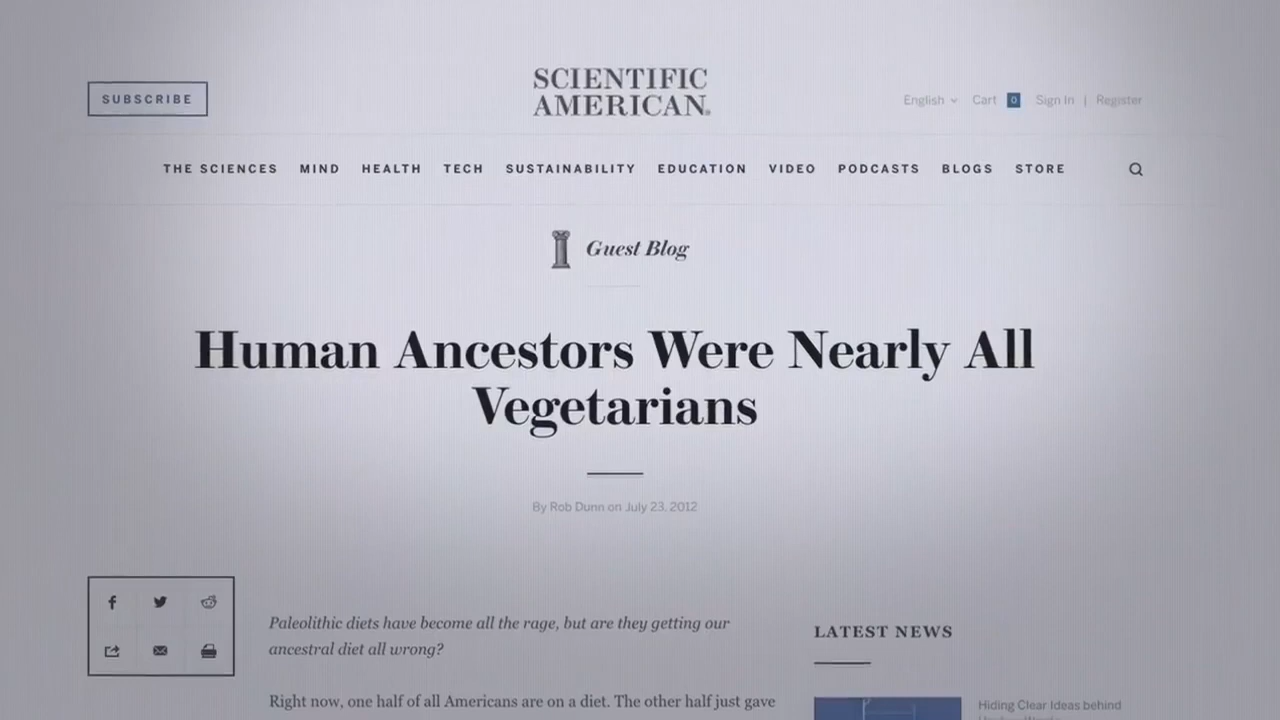 SUBSCRIBE
SCIENTIFIC
AMERICAN®
English Cart 0 Sign In | Register
THE SCIENCES MIND HEALTH TECH SUSTAINABILITY EDUCATION VIDEO PODCASTS BLOGS STORE
Guest Blog
Human Ancestors Were Nearly All
Vegetarians
By Rob Dunn on July 23, 2012
Paleolithic diets have become all the rage, but are they getting our
ancestral diet all wrong?
Right now, one half of all Americans are on a diet. The other half just gave
LATEST NEWS
Hiding Clear Ideas behind